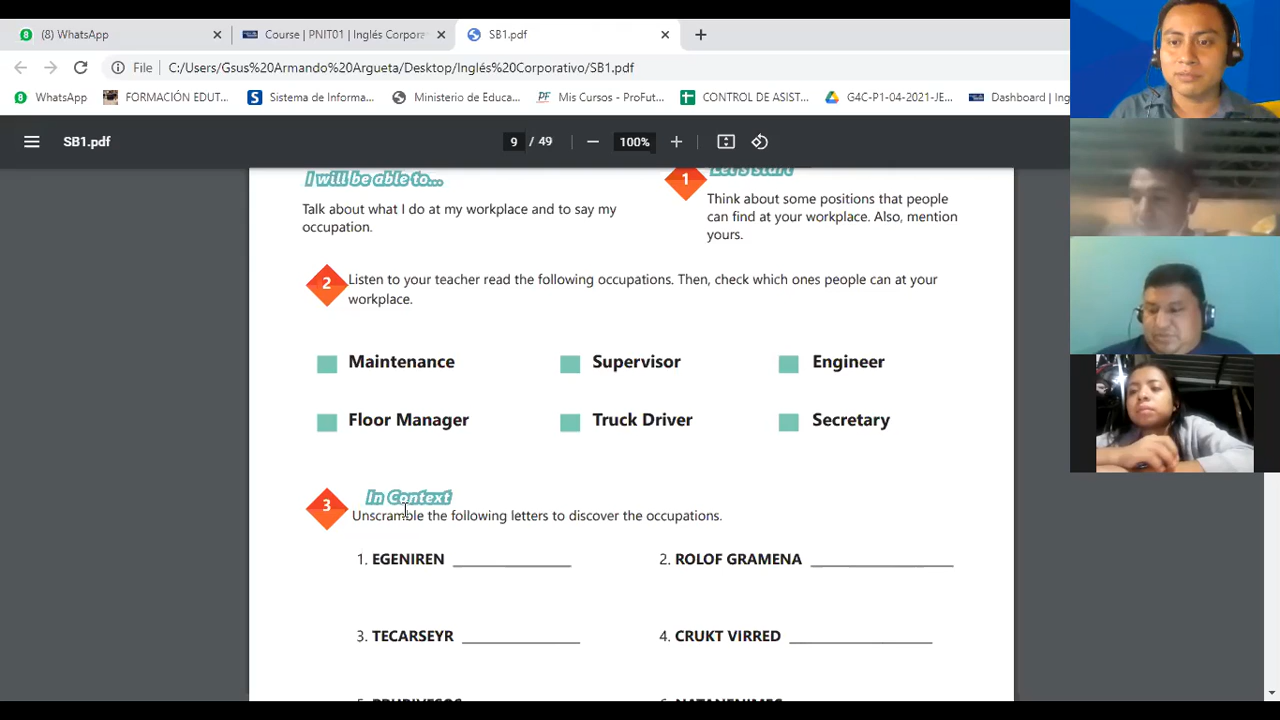 (8) WhatsApp
Course | PNIT01 | Inglés Corpora
SB1.pdf
File
C:/Users/Gsus%20Armando%20Argueta/Desktop/Inglés%20Corporativo/SB1.pdf
WhatsApp
FORMACIÓN EDUT...
Sistema de Informa...
Ministerio de Educa...
Mis Cursos - ProFut...
CONTROL DE ASIST...
G4C-P1-04-2021-JE...
Dashboard | Ing
SB1.pdf
9 / 49
100%
I will be able to...
Talk about what I do at my workplace and to say my
occupation.
1
Let's start
Think about some positions that people
can find at your workplace. Also, mention
yours.
2
Listen to your teacher read the following occupations. Then, check which ones people can at your
workplace.
Maintenance
Supervisor
Engineer
Floor Manager
Truck Driver
Secretary
3
In Context
Unscramble the following letters to discover the occupations.
1. EGENIREN
2. ROLOF GRAMENA
3. TECARSEYR
4. CRUKT VIRRED